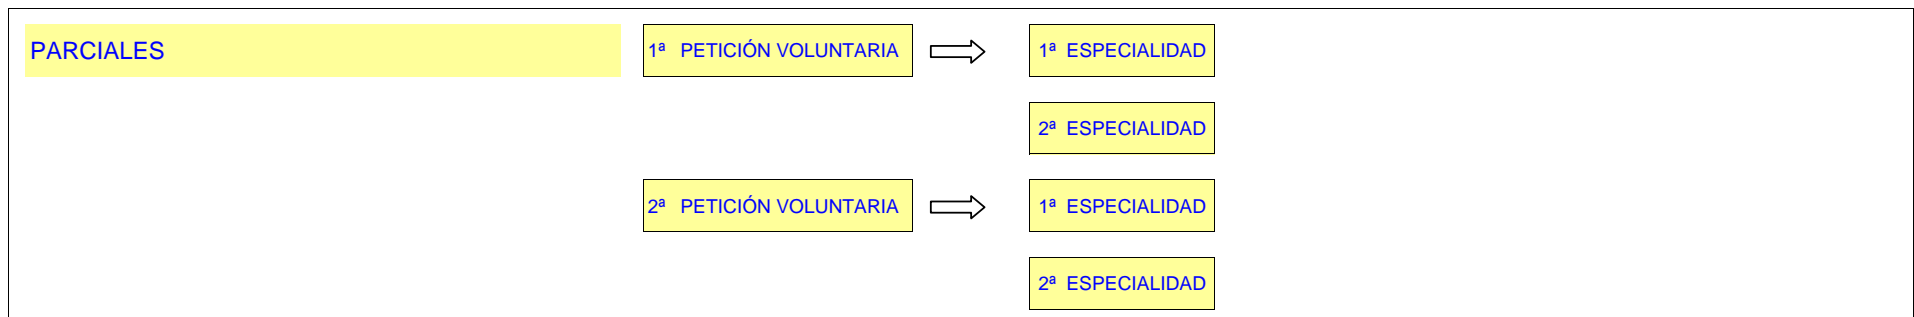 PARCIALES 1ª PETICIÓN VOLUNTARIA 1ª ESPECIALIDAD
2ª ESPECIALIDAD
2ª PETICIÓN VOLUNTARIA 1ª ESPECIALIDAD
2ª ESPECIALIDAD